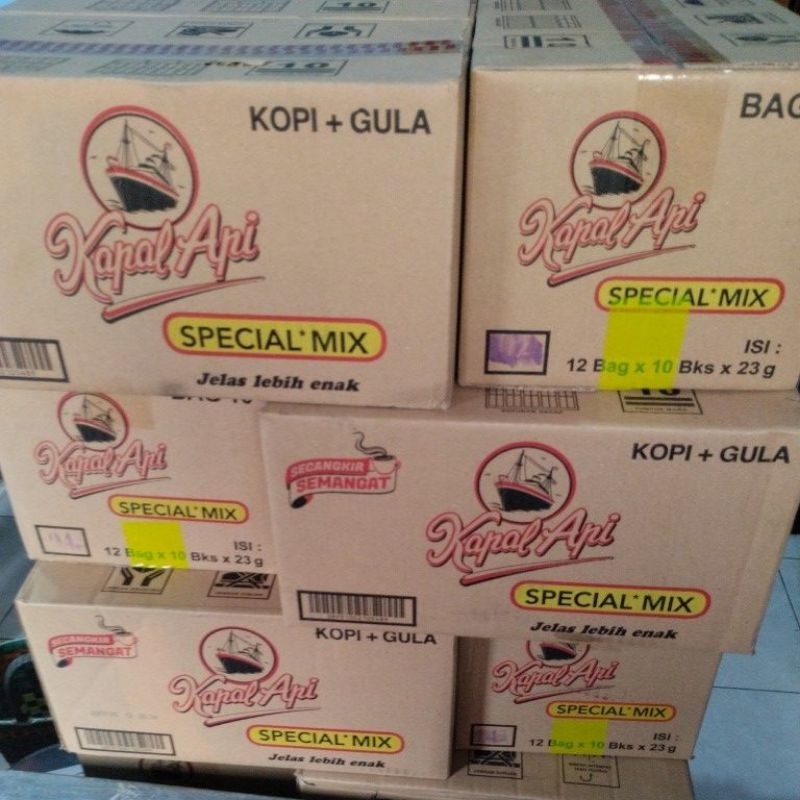 10
10
KOPI + GULA
Kapal Api
SPECIAL* MIX
Jelas lebih enak
BAG
Kapal Api
SPECIAL* MIX
ISI :
12 Bag x 10 Bks x 23 g
Kapal Api
SPECIAL* MIX
ISI :
12 Bag x 10 Bks x 23 g
SECANGKIR
SEMANGAT
KOPI + GULA
Kapal Api
SPECIAL* MIX
Jelas lebih enak
SECANGKIR
SEMANGAT
KOPI + GULA
Kapal Api
SPECIAL* MIX
Jelas lebih enak
Kapal Api
SPECIAL* MIX
ISI :
12 Bag x 10 Bks x 23 g